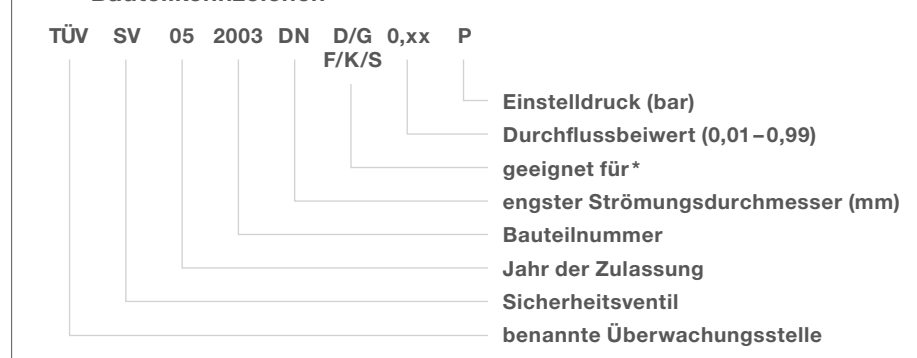 Bauteilkennzeichen
TÜV SV 05 2003 DN D/G 0,xx P
F/K/S
Einstelldruck (bar)
Durchflussbeiwert (0,01–0,99)
geeignet für*
engster Strömungsdurchmesser (mm)
Bauteilnummer
Jahr der Zulassung
Sicherheitsventil
benannte Überwachungsstelle